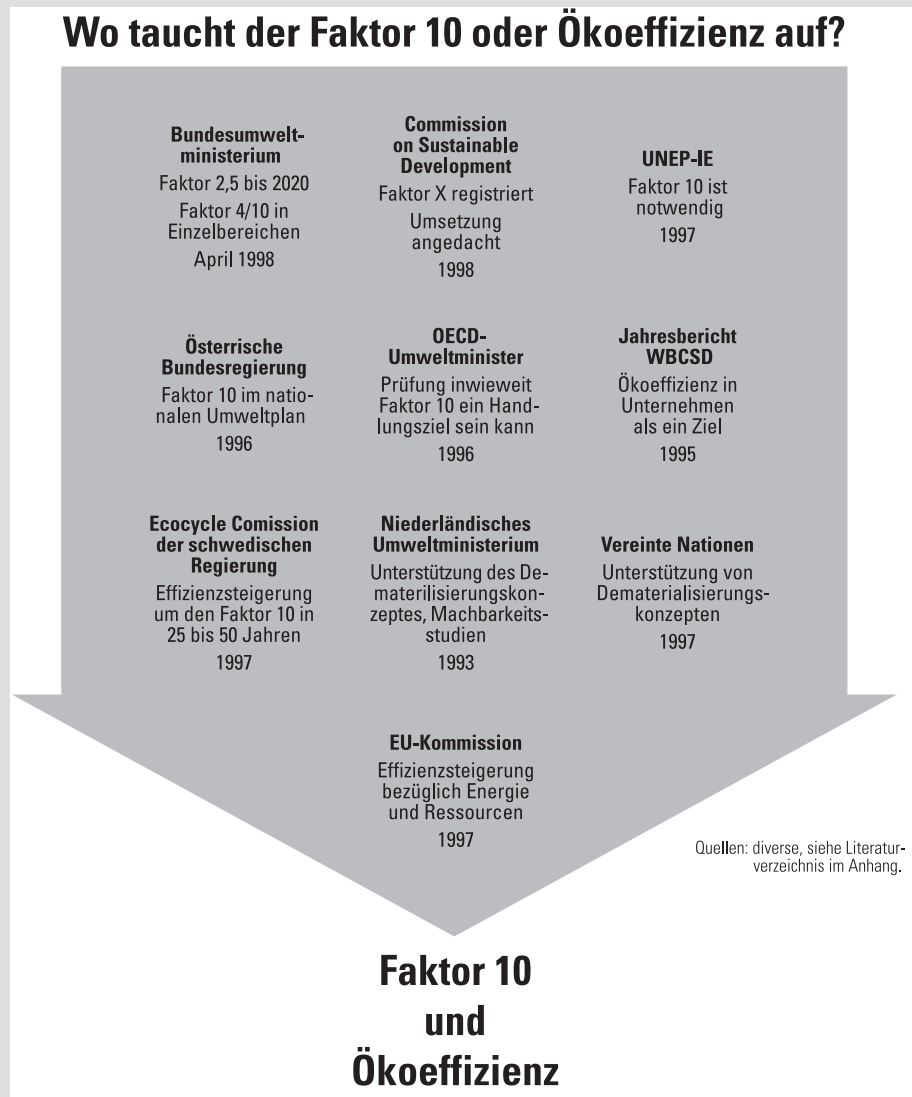 Wo taucht der Faktor 10 oder Ökoeffizienz auf?
Bundesumwelt-
ministerium
Faktor 2,5 bis 2020
Faktor 4/10 in
Einzelbereichen
April 1998
Commission
on Sustainable
Development
Faktor X registriert
Umsetzung
angedacht
1998
UNEP-IE
Faktor 10 ist
notwendig
1997
Österrische
Bundesregierung
Faktor 10 im natio-
nalen Umweltplan
1996
OECD-
Umweltminister
Prüfung inwieweit
Faktor 10 ein Hand-
lungsziel sein kann
1996
Jahresbericht
WBCSD
Ökoeffizienz in
Unternehmen
als ein Ziel
1995
Ecocycle Comission
der schwedischen
Regierung
Effizienzsteigerung
um den Faktor 10 in
25 bis 50 Jahren
1997
Niederländisches
Umweltministerium
Unterstützung des De-
materilisierungskon-
zeptes, Machbarkeits-
studien
1993
Vereinte Nationen
Unterstützung von
Dematerialisierungs-
konzepten
1997
EU-Kommission
Effizienzsteigerung
bezüglich Energie
und Ressourcen
1997
Quellen: diverse, siehe Literatur-
verzeichnis im Anhang.
Faktor 10
und
Ökoeffizienz